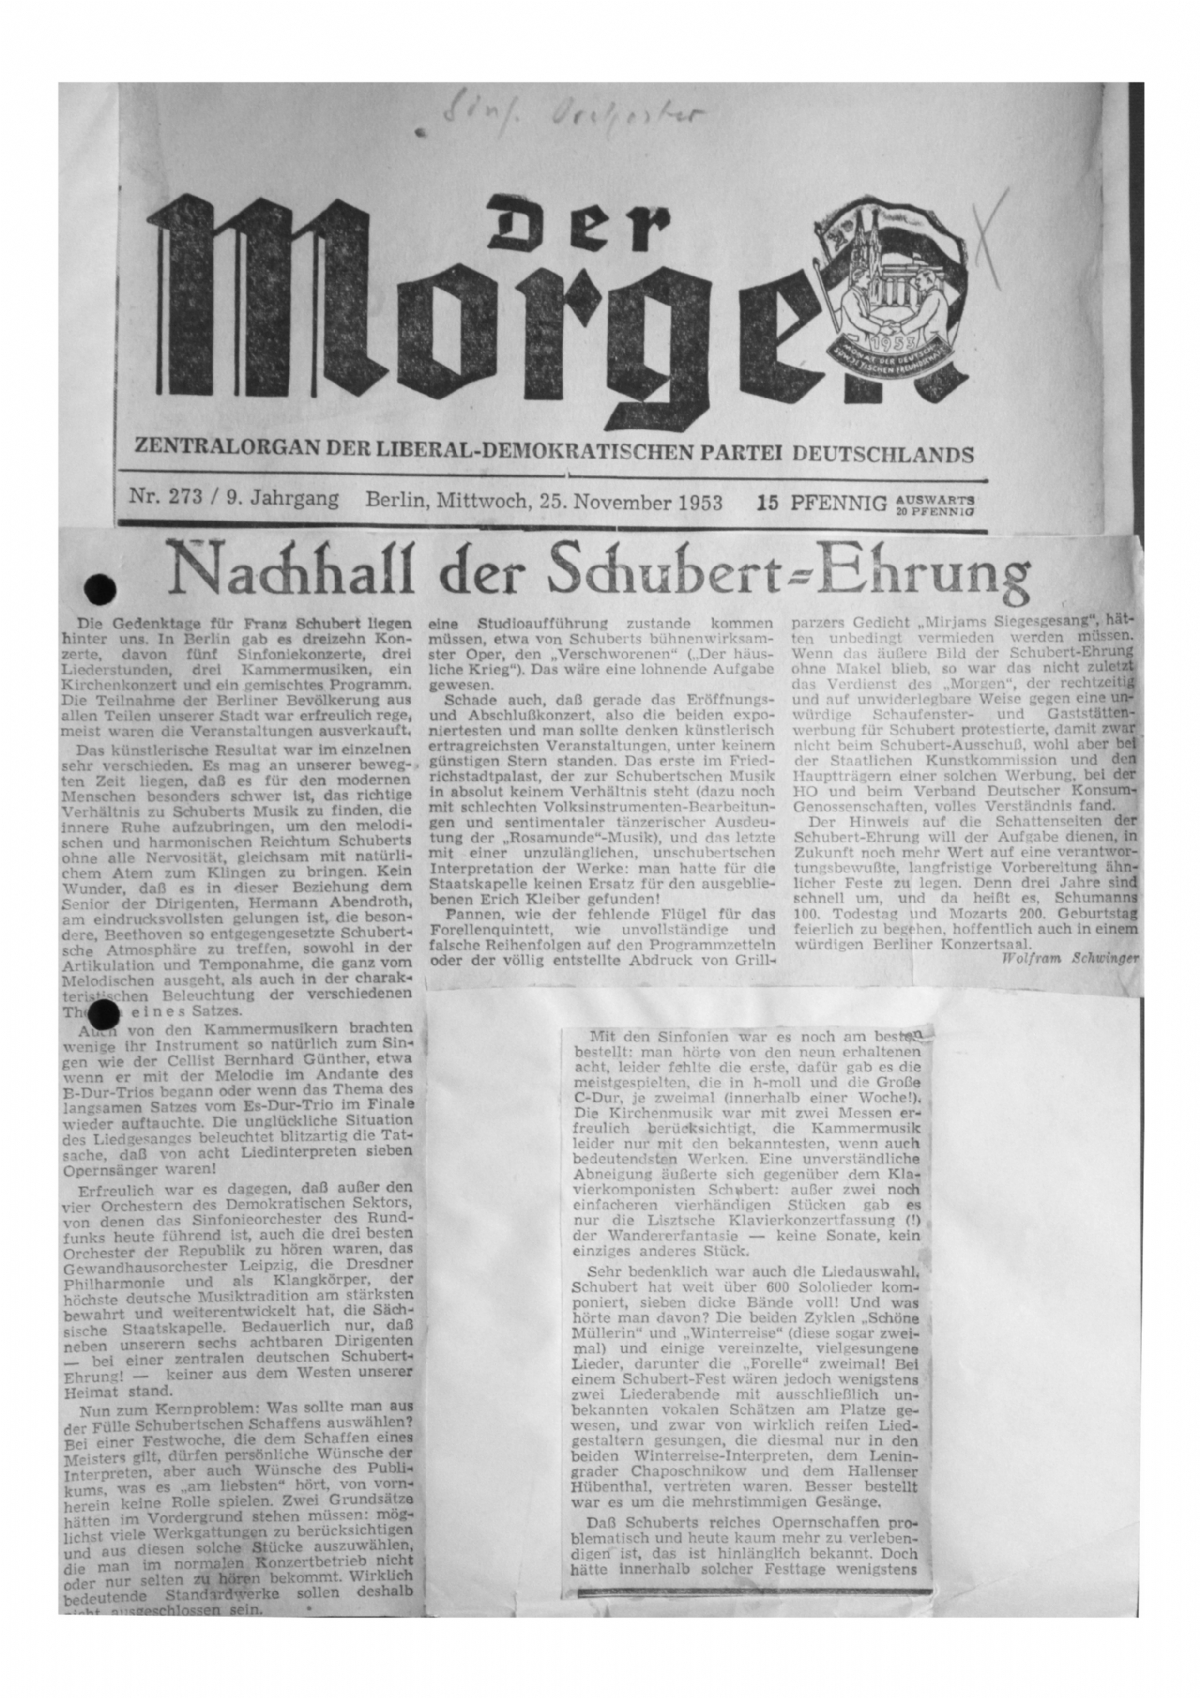 Sinf. Orchester
Der
Morgen
1953
MONAT DER DEUTSCH-
SOWJETISCHEN FREUNDSCHAFT
ZENTRALORGAN DER LIBERAL-DEMOKRATISCHEN PARTEI DEUTSCHLANDS
Nr. 273 / 9. Jahrgang Berlin, Mittwoch, 25. November 1953 15 PFENNIG AUSWARTS 20 PFENNIG
Nachhall der Schubert=Ehrung
Die Gedenktage für Franz Schubert liegen
hinter uns. In Berlin gab es dreizehn Kon-
zerte, davon fünf Sinfoniekonzerte, drei
Liederstunden, drei Kammermusiken, ein
Kirchenkonzert und ein gemischtes Programm.
Die Teilnahme der Berliner Bevölkerung aus
allen Teilen unserer Stadt war erfreulich rege,
meist waren die Veranstaltungen ausverkauft.
Das künstlerische Resultat war im einzelnen
sehr verschieden. Es mag an unserer beweg-
ten Zeit liegen, daß es für den modernen
Menschen besonders schwer ist, das richtige
Verhältnis zu Schuberts Musik zu finden, die
innere Ruhe aufzubringen, um den melodi-
schen und harmonischen Reichtum Schuberts
ohne alle Nervosität, gleichsam mit natürli-
chem Atem zum Klingen zu bringen. Kein
Wunder, daß es in dieser Beziehung dem
Senior der Dirigenten, Hermann Abendroth,
am eindrucksvollsten gelungen ist, die beson-
dere, Beethoven so entgegengesetzte Schubert-
sche Atmosphäre zu treffen, sowohl in der
Artikulation und Temponahme, die ganz vom
Melodischen ausgeht, als auch in der charak-
teristischen Beleuchtung der verschiedenen
Th eines Satzes.
Auch von den Kammermusikern brachten
wenige ihr Instrument so natürlich zum Sin-
gen wie der Cellist Bernhard Günther, etwa
wenn er mit der Melodie im Andante des
B-Dur-Trios begann oder wenn das Thema des
langsamen Satzes vom Es-Dur-Trio im Finale
wieder auftauchte. Die unglückliche Situation
des Liedgesanges beleuchtet blitzartig die Tat-
sache, daß von acht Liedinterpreten sieben
Opernsänger waren!
Erfreulich war es dagegen, daß außer den
vier Orchestern des Demokratischen Sektors,
von denen das Sinfonieorchester des Rund-
funks heute führend ist, auch die drei besten
Orchester der Republik zu hören waren, das
Gewandhausorchester Leipzig, die Dresdner
Philharmonie und als Klangkörper, der
höchste deutsche Musiktradition am stärksten
bewahrt und weiterentwickelt hat, die Säch-
sische Staatskapelle. Bedauerlich nur, daß
neben unserern sechs achtbaren Dirigenten
— bei einer zentralen deutschen Schubert-
Ehrung! — keiner aus dem Westen unserer
Heimat stand.
Nun zum Kernproblem: Was sollte man aus
der Fülle Schubertschen Schaffens auswählen?
Bei einer Festwoche, die dem Schaffen eines
Meisters gilt, dürfen persönliche Wünsche der
Interpreten, aber auch Wünsche des Publi-
kums, was es „am liebsten“ hört, von vorn-
herein keine Rolle spielen. Zwei Grundsätze
hätten im Vordergrund stehen müssen: mög-
lichst viele Werkgattungen zu berücksichtigen
und aus diesen solche Stücke auszuwählen,
die man im normalen Konzertbetrieb nicht
oder nur selten zu hören bekommt. Wirklich
bedeutende Standardwerke sollen deshalb
nicht ausgeschlossen sein.
Mit den Sinfonien war es noch am besten
bestellt: man hörte von den neun erhaltenen
acht, leider fehlte die erste, dafür gab es die
meistgespielten, die in h-moll und die Große
C-Dur, je zweimal (innerhalb einer Woche!).
Die Kirchenmusik war mit zwei Messen er-
freulich berücksichtigt, die Kammermusik
leider nur mit den bekanntesten, wenn auch
bedeutendsten Werken. Eine unverständliche
Abneigung äußerte sich gegenüber dem Kla-
vierkomponisten Schubert: außer zwei noch
einfacheren vierhändigen Stücken gab es
nur die Lisztsche Klavierkonzertfassung (!)
der Wandererfantasie — keine Sonate, kein
einziges anderes Stück.
Sehr bedenklich war auch die Liedauswahl.
Schubert hat weit über 600 Sololieder kom-
poniert, sieben dicke Bände voll! Und was
hörte man davon? Die beiden Zyklen „Schöne
Müllerin“ und „Winterreise“ (diese sogar zwei-
mal) und einige vereinzelte, vielgesungene
Lieder, darunter die „Forelle“ zweimal! Bei
einem Schubert-Fest wären jedoch wenigstens
zwei Liederabende mit ausschließlich un-
bekannten vokalen Schätzen am Platze ge-
wesen, und zwar von wirklich reifen Lied-
gestaltern gesungen, die diesmal nur in den
beiden Winterreise-Interpreten, dem Lenin-
grader Chaposchnikow und dem Hallenser
Hübenthal, vertreten waren. Besser bestellt
war es um die mehrstimmigen Gesänge.
Daß Schuberts reiches Opernschaffen pro-
blematisch und heute kaum mehr zu verleben-
digen ist, das ist hinlänglich bekannt. Doch
hätte innerhalb solcher Festtage wenigstens
eine Studioaufführung zustande kommen
müssen, etwa von Schuberts bühnenwirksam-
ster Oper, den „Verschworenen“ („Der häus-
liche Krieg“). Das wäre eine lohnende Aufgabe
gewesen.
Schade auch, daß gerade das Eröffnungs-
und Abschlußkonzert, also die beiden expo-
niertesten und man sollte denken künstlerisch
ertragreichsten Veranstaltungen, unter keinem
günstigen Stern standen. Das erste im Fried-
richstadtpalast, der zur Schubertschen Musik
in absolut keinem Verhältnis steht (dazu noch
mit schlechten Volksinstrumenten-Bearbeitun-
gen und sentimentaler tänzerischer Ausdeu-
tung der „Rosamunde“-Musik), und das letzte
mit einer unzulänglichen, unschubertschen
Interpretation der Werke: man hatte für die
Staatskapelle keinen Ersatz für den ausgeblie-
benen Erich Kleiber gefunden!
Pannen, wie der fehlende Flügel für das
Forellenquintett, wie unvollständige und
falsche Reihenfolgen auf den Programmzetteln
oder der völlig entstellte Abdruck von Grill-
parzers Gedicht „Mirjams Siegesgesang“, hät-
ten unbedingt vermieden werden müssen.
Wenn das äußere Bild der Schubert-Ehrung
ohne Makel blieb, so war das nicht zuletzt
das Verdienst des „Morgen“, der rechtzeitig
und auf unwiderlegbare Weise gegen eine un-
würdige Schaufenster- und Gaststätten-
werbung für Schubert protestierte, damit zwar
nicht beim Schubert-Ausschuß, wohl aber bei
der Staatlichen Kunstkommission und den
Hauptträgern einer solchen Werbung, bei der
HO und beim Verband Deutscher Konsum-
Genossenschaften, volles Verständnis fand.
Der Hinweis auf die Schattenseiten der
Schubert-Ehrung will der Aufgabe dienen, in
Zukunft noch mehr Wert auf eine verantwor-
tungsbewußte, langfristige Vorbereitung ähn-
licher Feste zu legen. Denn drei Jahre sind
schnell um, und da heißt es, Schumanns
100. Todestag und Mozarts 200. Geburtstag
feierlich zu begehen, hoffentlich auch in einem
würdigen Berliner Konzertsaal.
Wolfram Schwinger